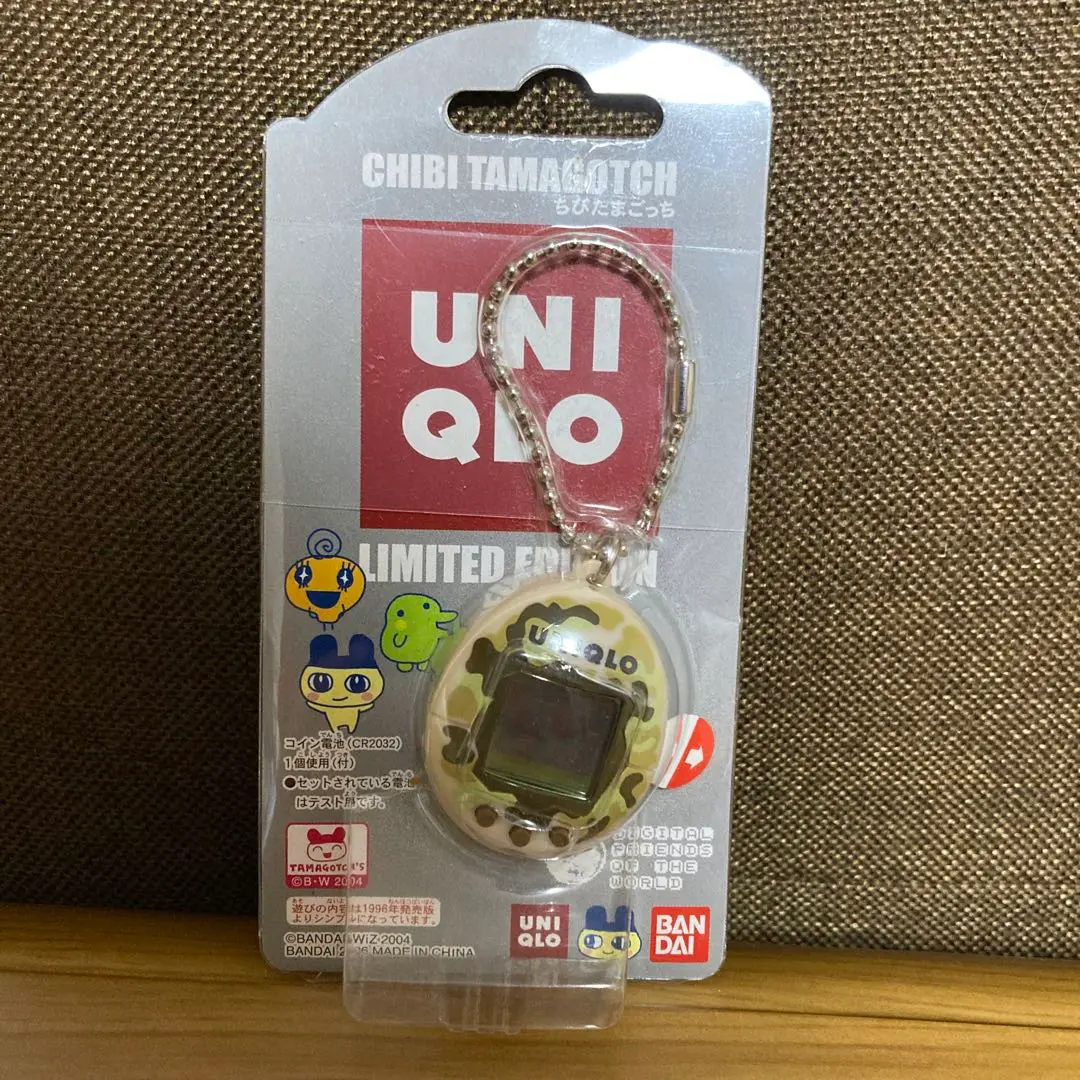 CHIBI TAMAGOTCH
ちびたまごっち
UNI
QLO
LIMITED EDITION
UNIQLO
コイン電池(CR2032)
1個使用(付)
●セットされている電池
はテスト用です。
TAMAGOTCH'S
©B・W 2004
遊びの内容は1996年発売版
よりシンプルになっています。
©BANDAI・WiZ 2004
BANDAI MADE IN CHINA
DIGITAL
FRIENDS
OF THE
WORLD
UNI
QLO
BAN
DAI